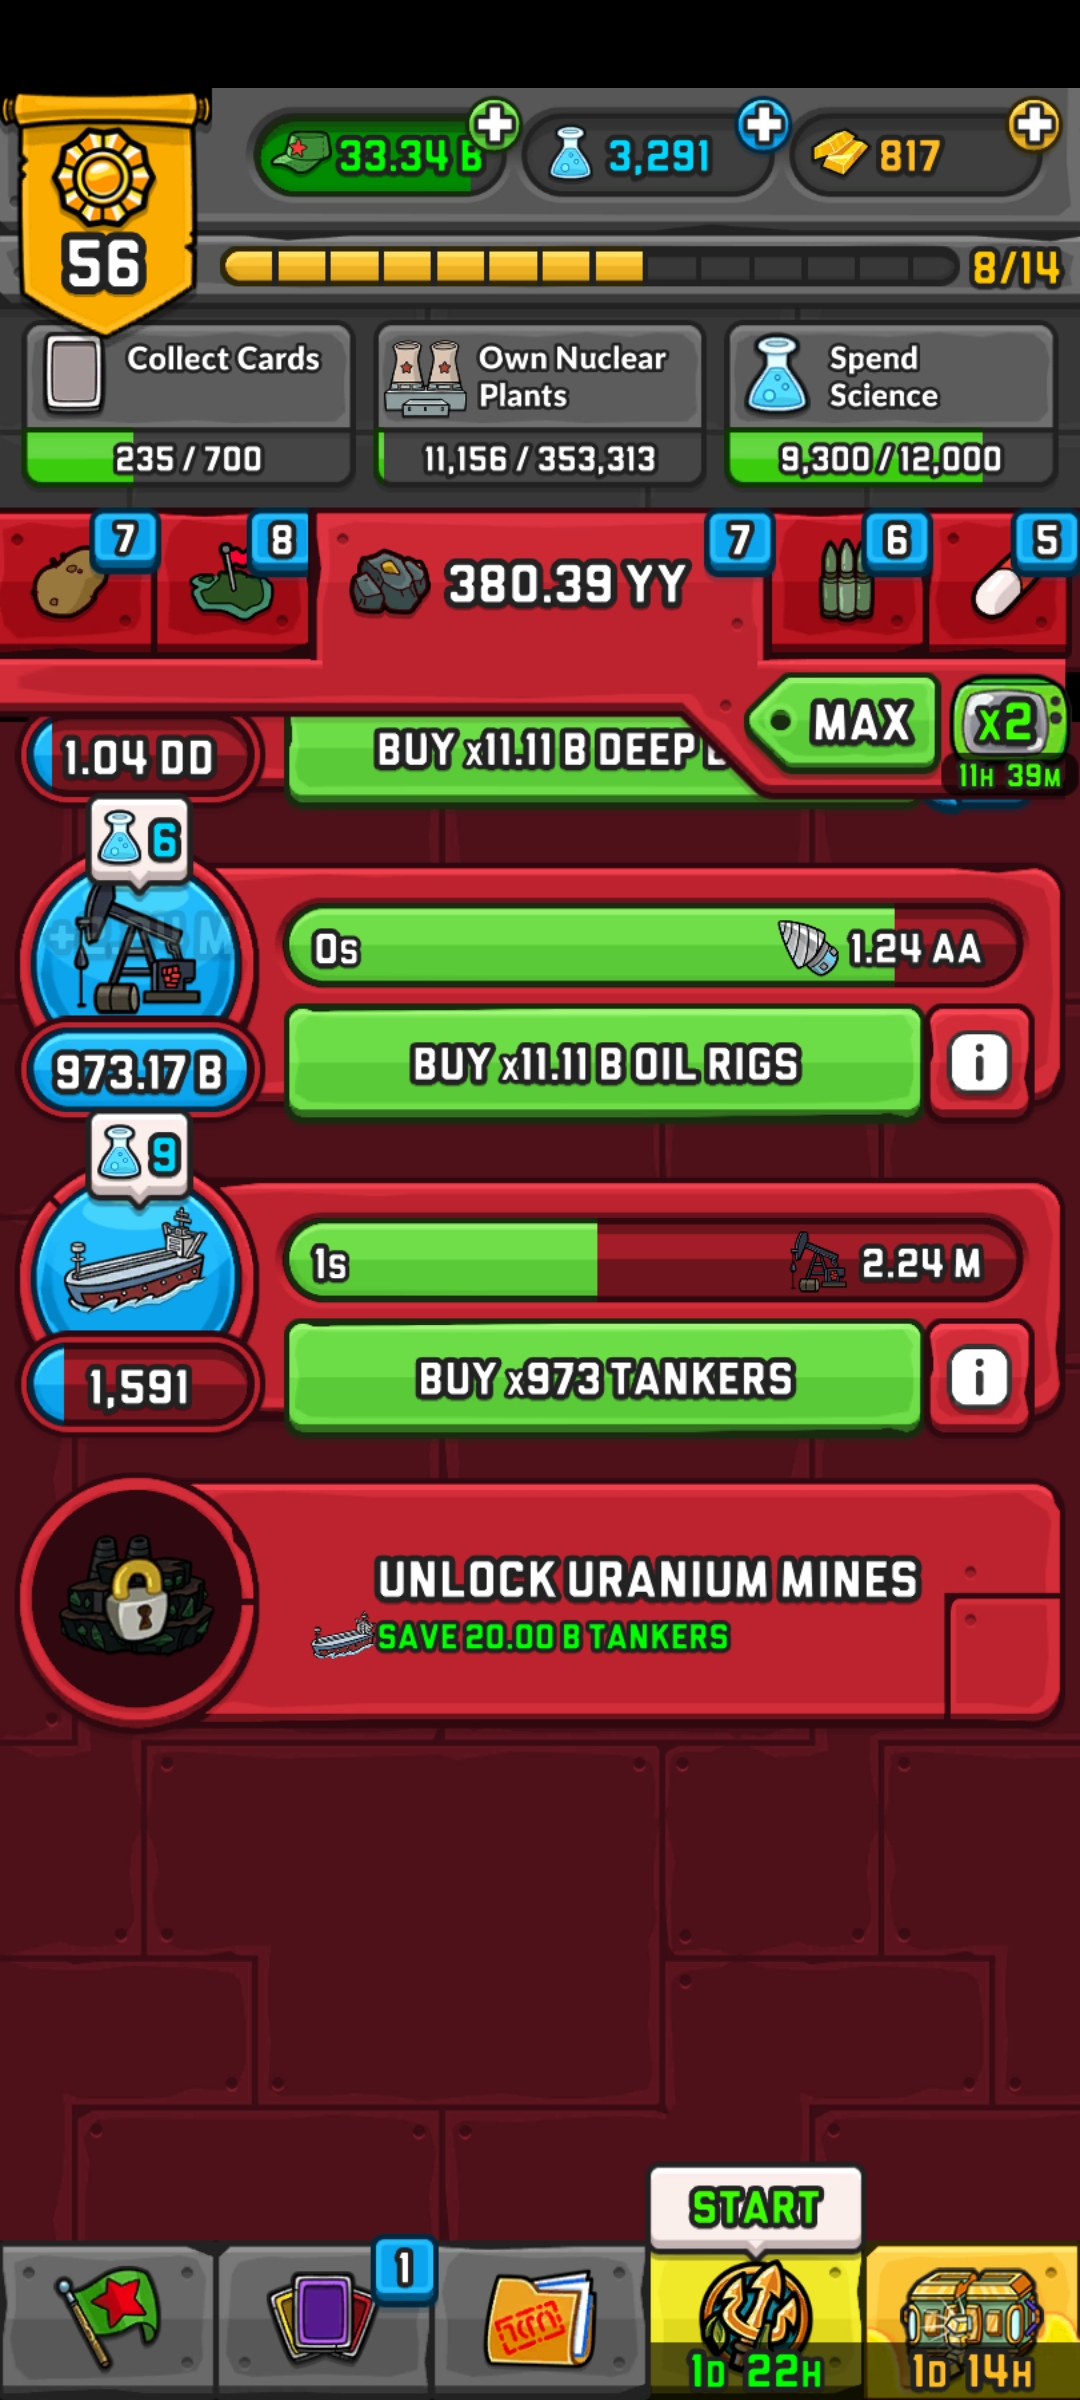 33.34 B
3,291
817
56
8/14
Collect Cards
235 / 700
Own Nuclear
Plants
11,156 / 353,313
Spend
Science
9,300 / 12,000
7
8
380.39 YY
7
6
5
MAX
x2
11H 39M
1.04 DD
BUY x11.11 B DEEP
6
0s
1.24 AA
973.17 B
BUY x11.11 B OIL RIGS
i
9
1s
2.24 M
1,591
BUY x973 TANKERS
i
UNLOCK URANIUM MINES
SAVE 20.00 B TANKERS
START
1
1D 22H
1D 14H